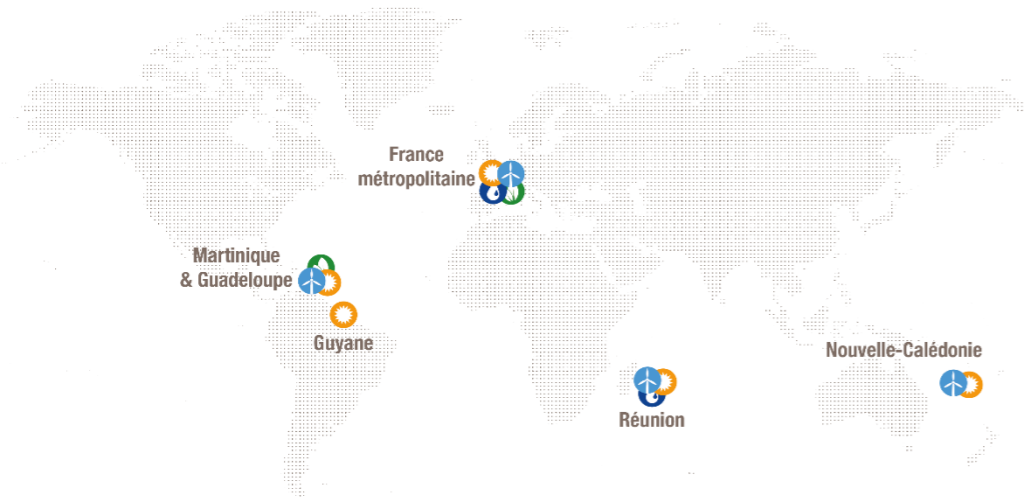 France
métropolitaine
Martinique
& Guadeloupe
Guyane
Nouvelle-Calédonie
Réunion